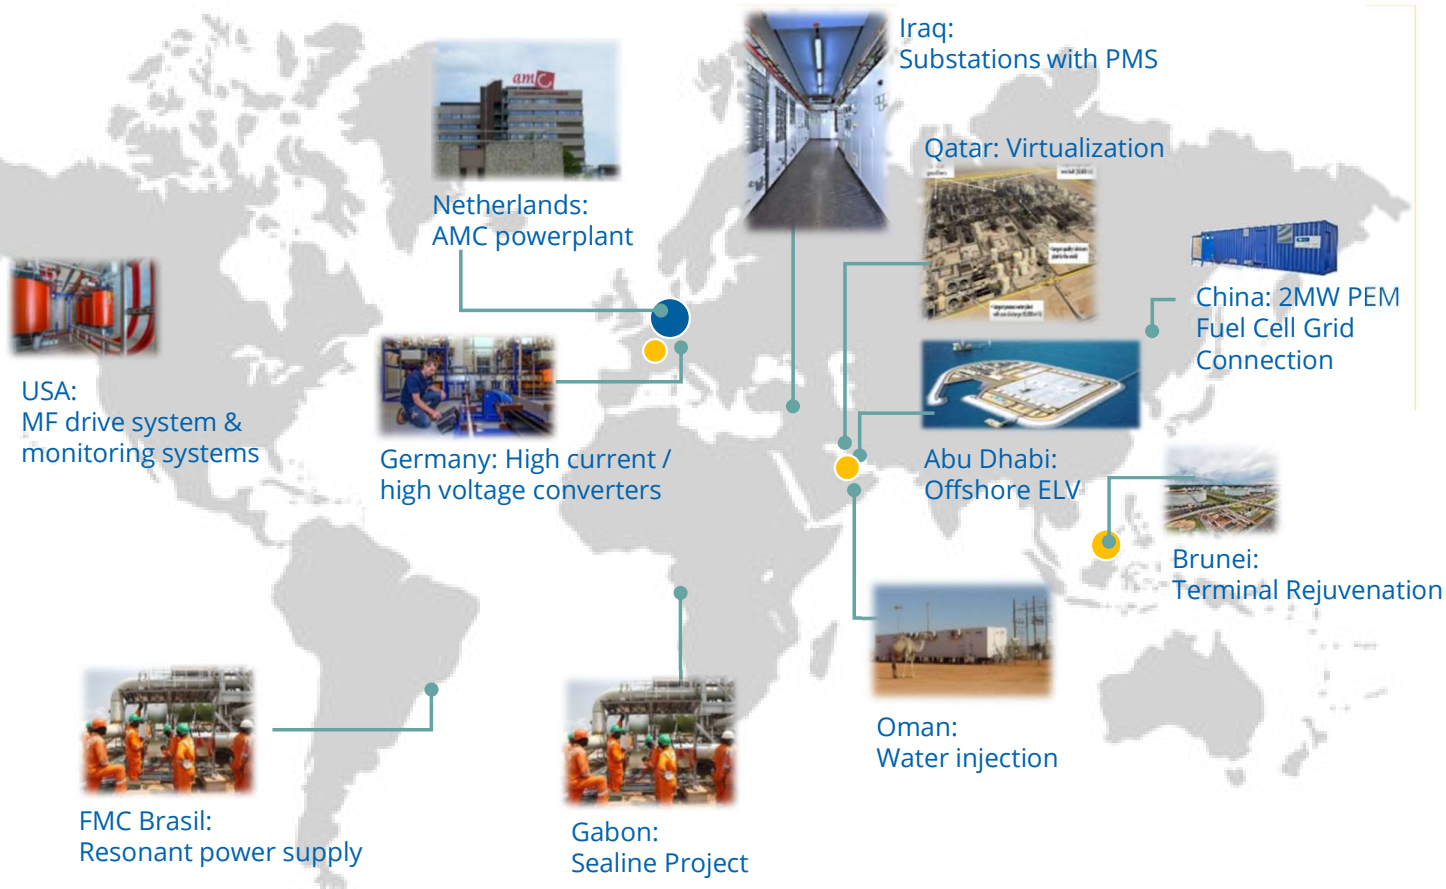 Iraq:
Substations with PMS
amc
Qatar: Virtualization
Netherlands:
AMC powerplant
China: 2MW PEM
Fuel Cell Grid
Connection
USA:
MF drive system &
monitoring systems
Germany: High current /
high voltage converters
Abu Dhabi:
Offshore ELV
Brunei:
Terminal Rejuvenation
Oman:
Water injection
FMC Brasil:
Resonant power supply
Gabon:
Sealine Project